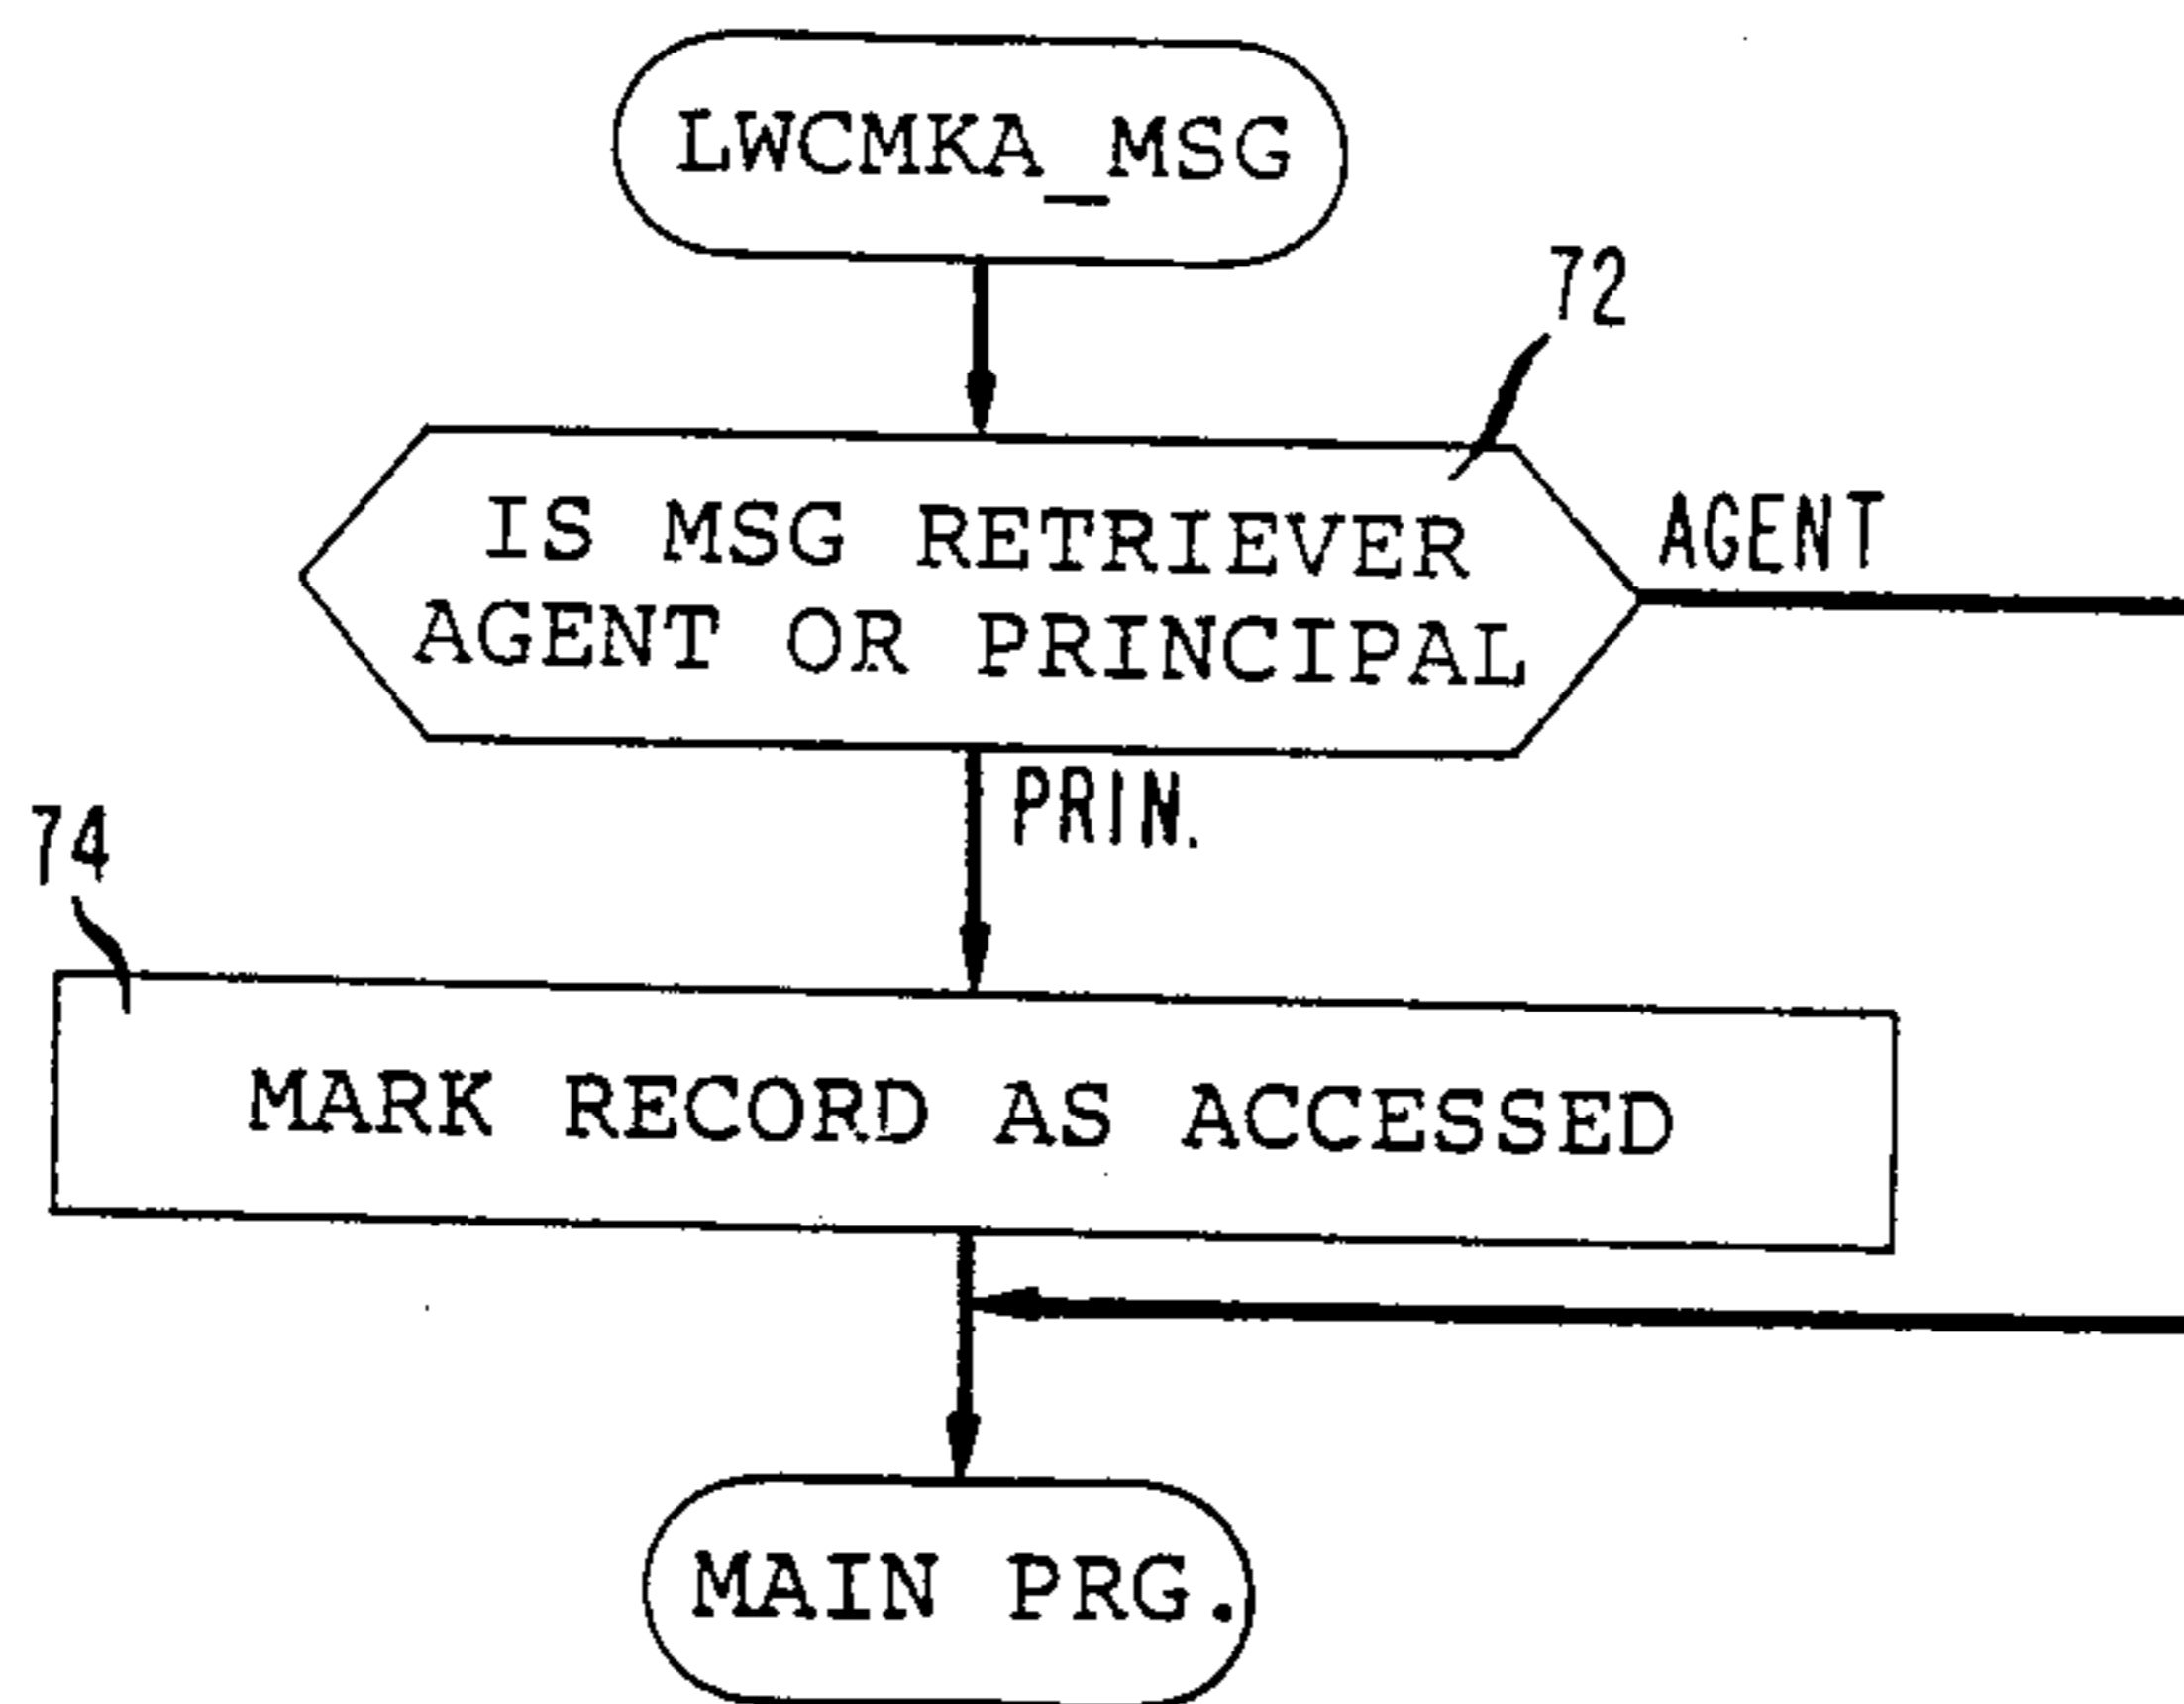 LWCMKA_MSG
72
IS MSG RETRIEVER
AGENT OR PRINCIPAL
AGENT
PRIN.
74
MARK RECORD AS ACCESSED
MAIN PRG.